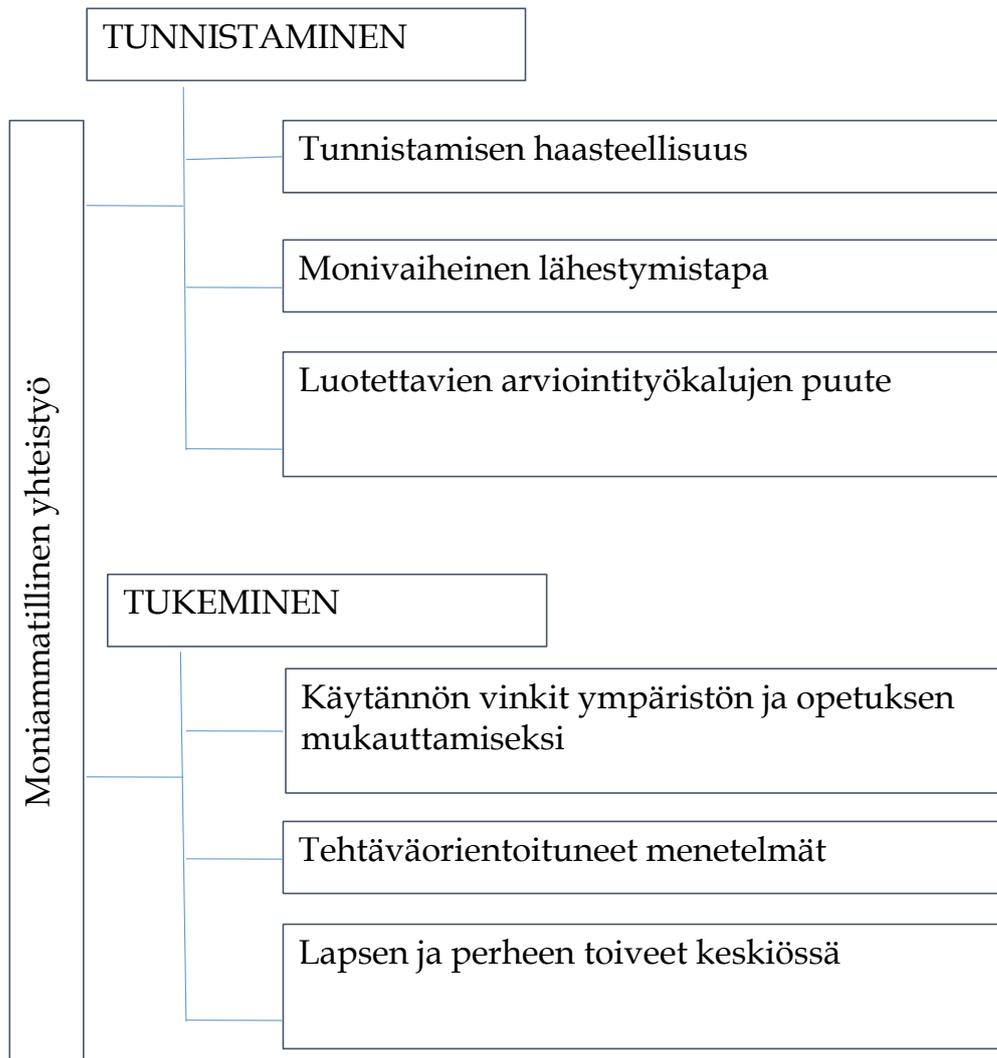 TUNNISTAMINEN
Tunnistamisen haasteellisuus
Monivaiheinen lähestymistapa
Luotettavien arviointityökalujen puute
Moniammatillinen yhteistyö
TUKEMINEN
Käytännön vinkit ympäristön ja opetuksen
mukauttamiseksi
Tehtäväorientoituneet menetelmät
Lapsen ja perheen toiveet keskiössä